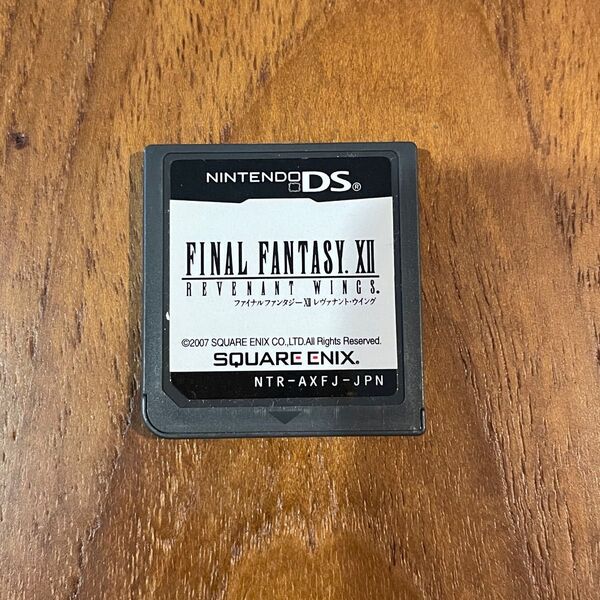 NINTENDO DS®
FINAL FANTASY. XII
REVENANT WINGS.
ファイナルファンタジーXII レヴァナント・ウイング
©2007 SQUARE ENIX CO.,LTD.All Rights Reserved.
SQUARE ENIX.
NTR-AXFJ-JPN